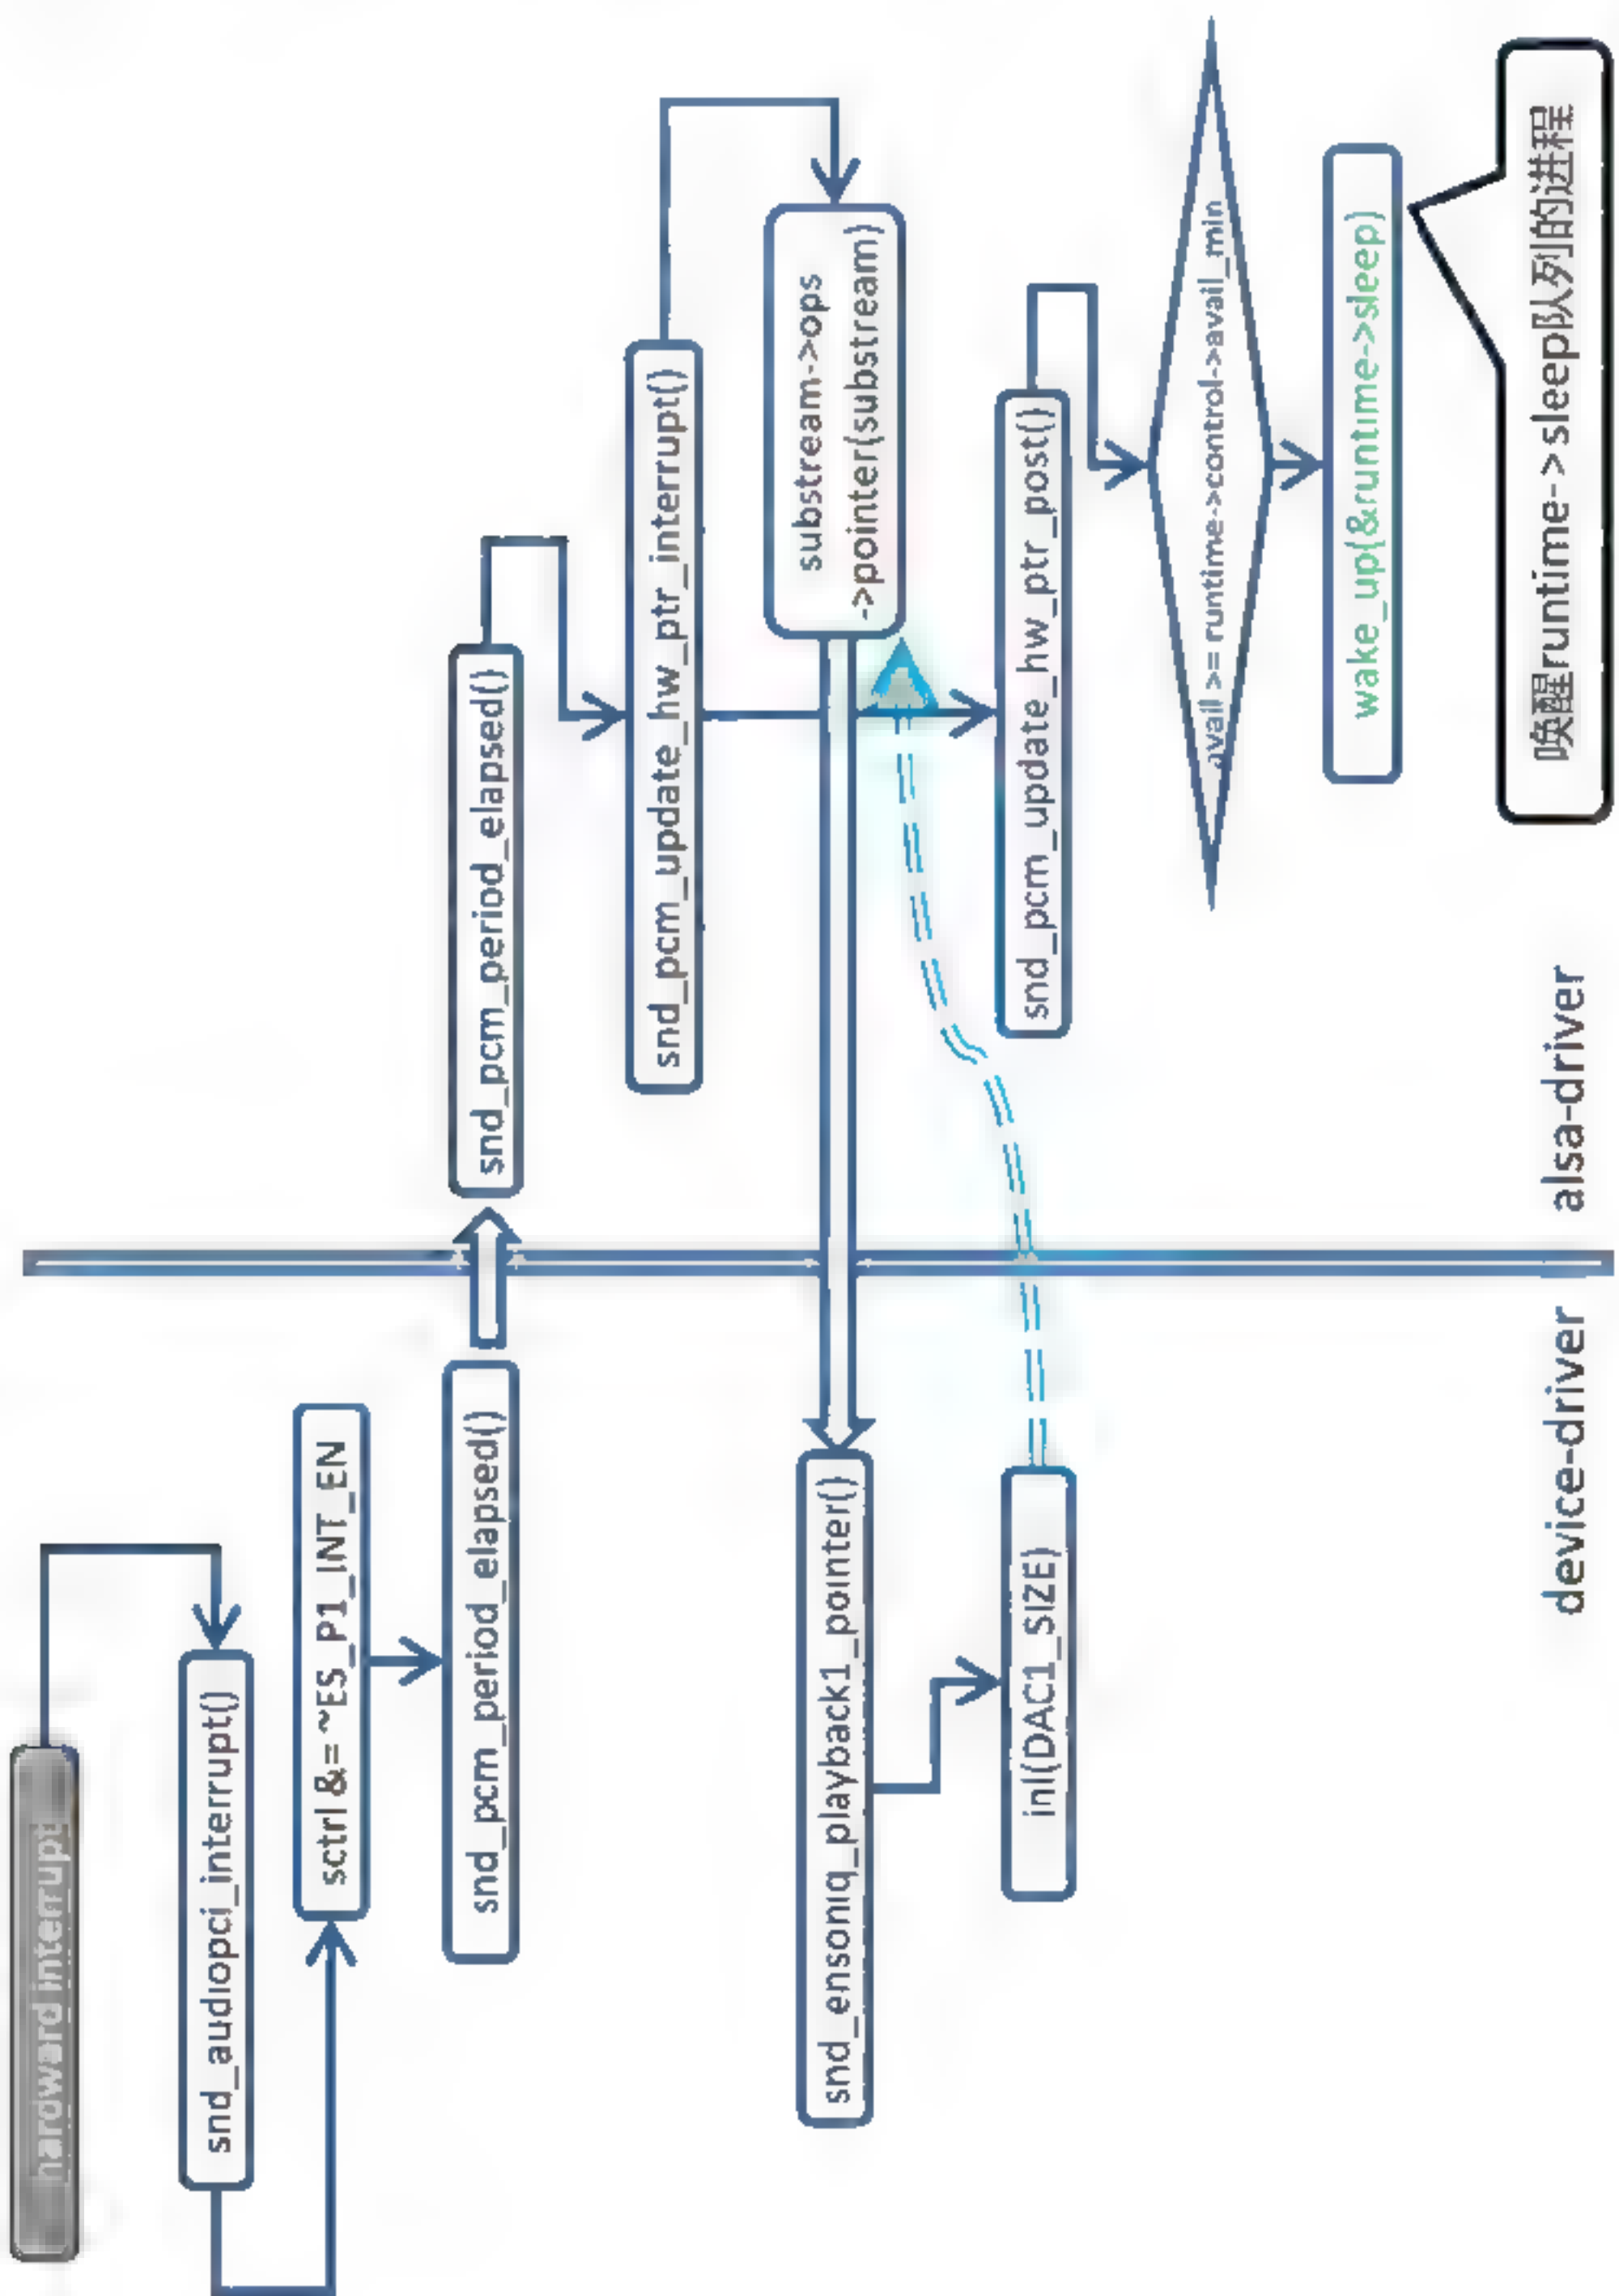 hardward interrupt
snd_audiopci_interrupt()
sctrl &= ~ES_P1_INT_EN
snd_pcm_period_elapsed()
snd_pcm_period_elapsed()
snd_pcm_update_hw_ptr_interrupt()
substream->ops
->pointer(substream)
snd_ensoniq_playback1_pointer()
inl(DAC1_SIZE)
snd_pcm_update_hw_ptr_post()
avail >= runtime->control->avail_min
wake_up(&runtime->sleep)
唤醒runtime->sleep队列的进程
device-driver
alsa-driver